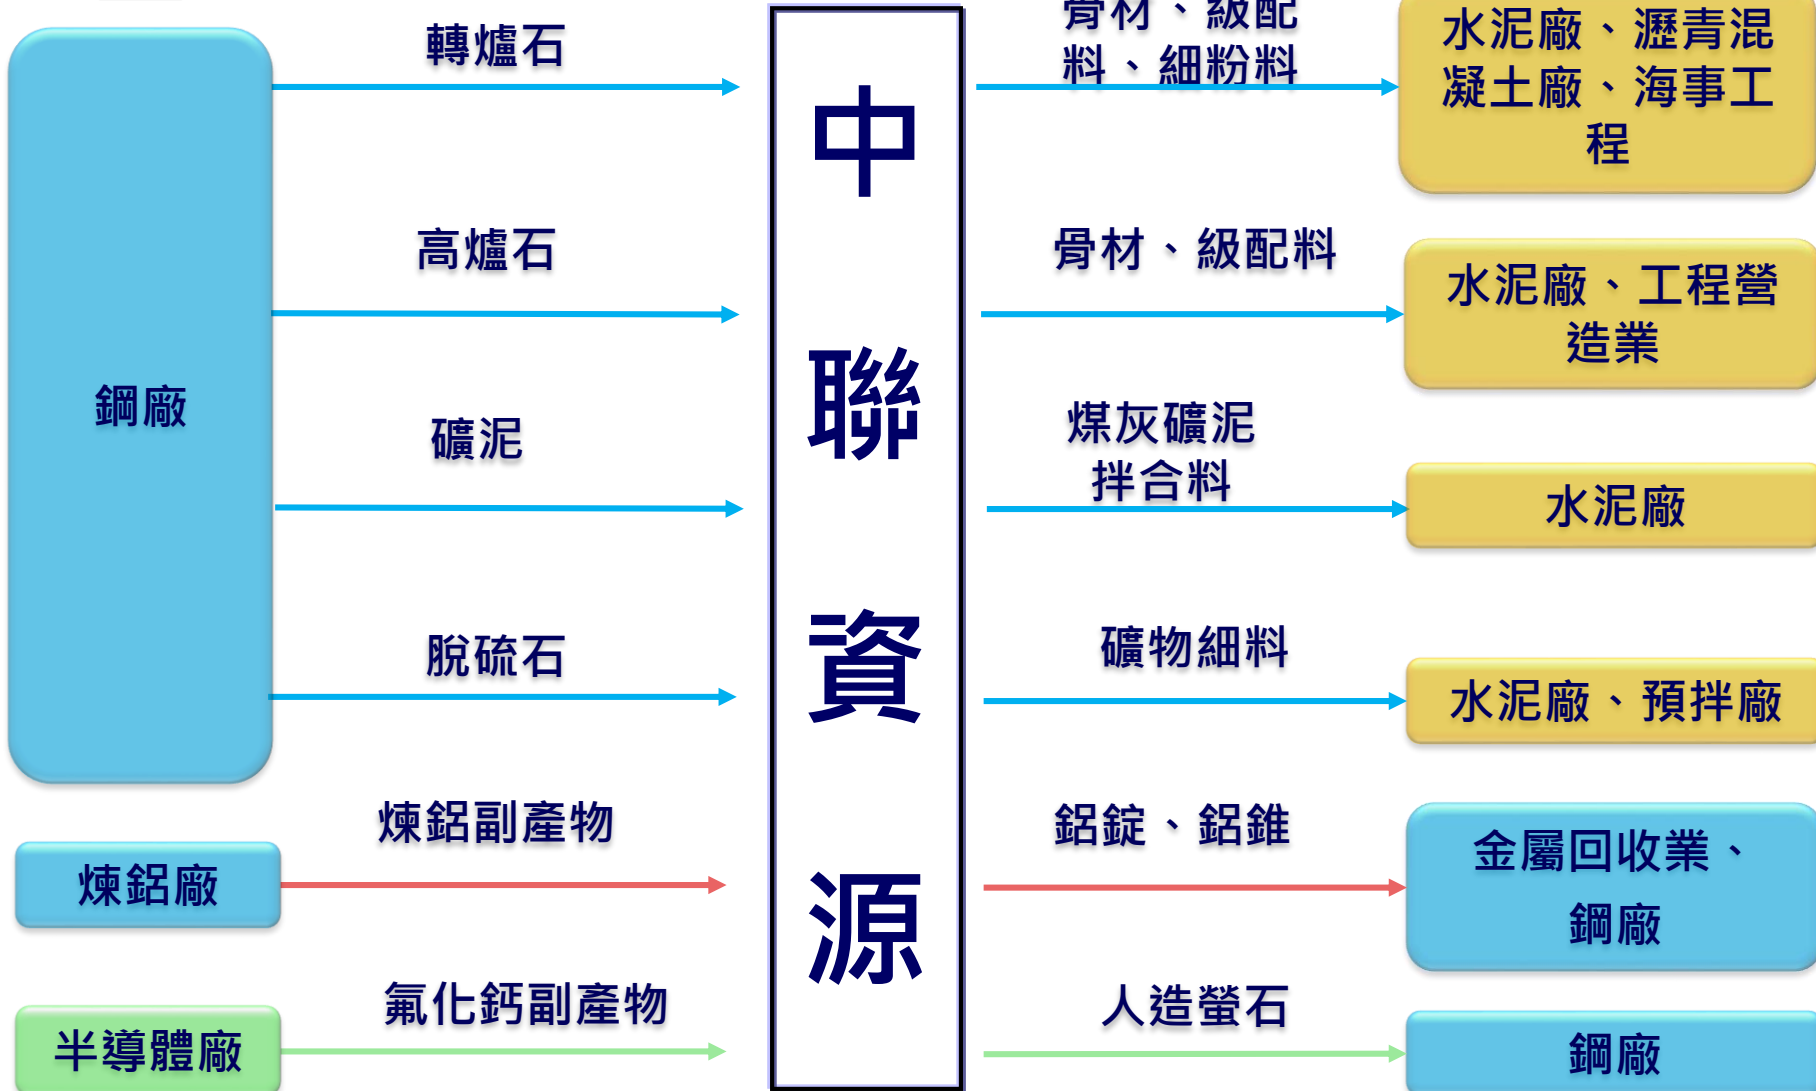 鋼廠
轉爐石
高爐石
礦泥
脫硫石
煉鋁廠
煉鋁副產物
半導體廠
氟化鈣副產物
中
聯
資
源
骨材、級配
料、細粉料
水泥廠、瀝青混
凝土廠、海事工
程
骨材、級配料
水泥廠、工程營
造業
煤灰礦泥
拌合料
水泥廠
礦物細料
水泥廠、預拌廠
鋁錠、鋁錐
金屬回收業、
鋼廠
人造螢石
鋼廠